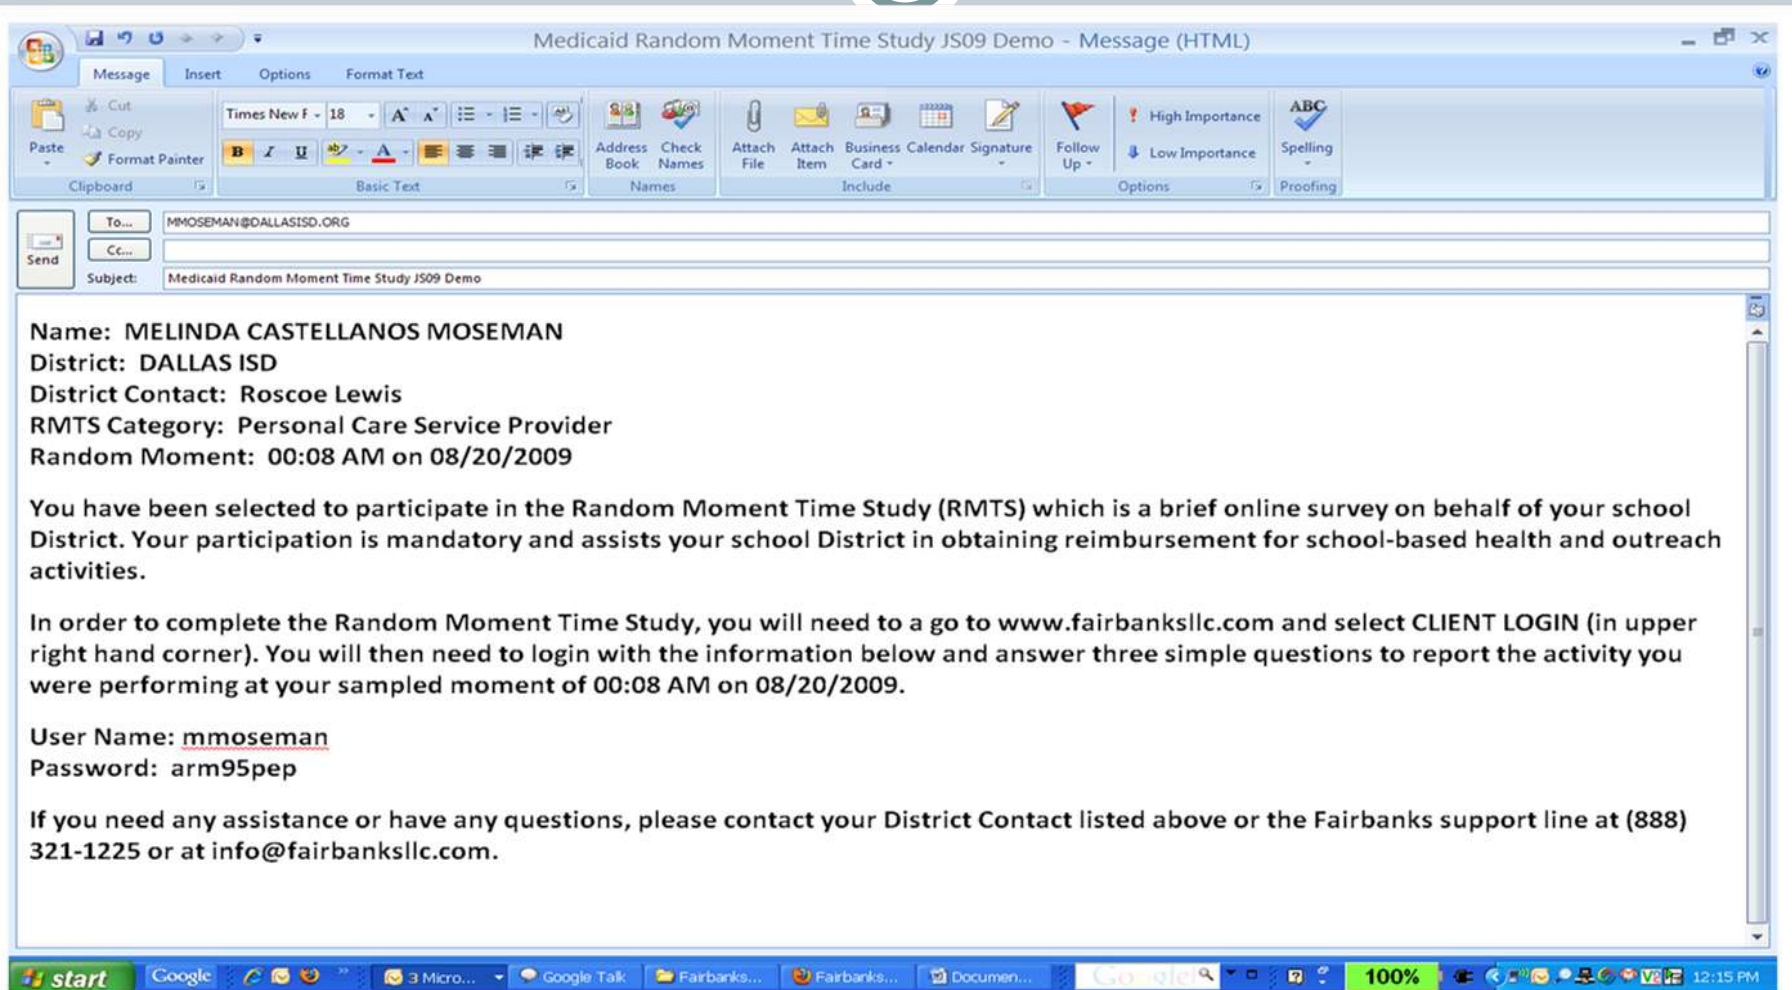 Medicaid Random Moment Time Study JS09 Demo - Message (HTML)
Message Insert Options Format Text
Paste
Cut
Copy
Format Painter
Clipboard
Times New F 18
B I U
Basic Text
Address Book
Check Names
Names
Attach File
Attach Item
Business Card
Calendar
Signature
Include
Follow Up
High Importance
Low Importance
Options
ABC
Spelling
Proofing
Send
To... MMOSEMAN@DALLASISD.ORG
Cc...
Subject: Medicaid Random Moment Time Study JS09 Demo
Name: MELINDA CASTELLANOS MOSEMAN
District: DALLAS ISD
District Contact: Roscoe Lewis
RMTS Category: Personal Care Service Provider
Random Moment: 00:08 AM on 08/20/2009
You have been selected to participate in the Random Moment Time Study (RMTS) which is a brief online survey on behalf of your school
District. Your participation is mandatory and assists your school District in obtaining reimbursement for school-based health and outreach
activities.
In order to complete the Random Moment Time Study, you will need to a go to www.fairbanksllc.com and select CLIENT LOGIN (in upper
right hand corner). You will then need to login with the information below and answer three simple questions to report the activity you
were performing at your sampled moment of 00:08 AM on 08/20/2009.
User Name: mmoseman
Password: arm95pep
If you need any assistance or have any questions, please contact your District Contact listed above or the Fairbanks support line at (888)
321-1225 or at info@fairbanksllc.com.
start Google 3 Micro... Google Talk Fairbanks... Fairbanks... Documen... Google 100% 12:15 PM